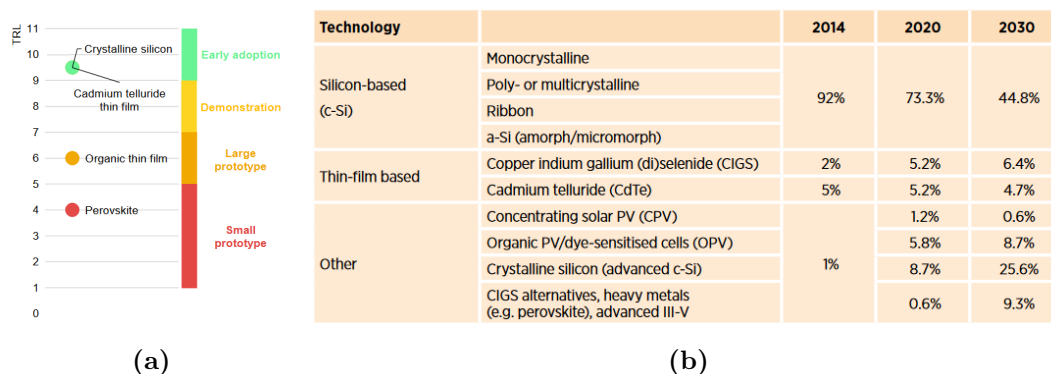 TRL
11
10
9
8
7
6
5
4
3
2
1
0
Crystalline silicon
Cadmium telluride
thin film
Organic thin film
Perovskite
Early adoption
Demonstration
Large
prototype
Small
prototype
(a)
Technology 2014 2020 2030
Silicon-based
(c-Si)
Monocrystalline
Poly- or multicrystalline
Ribbon
a-Si (amorph/micromorph)
92% 73.3% 44.8%
Thin-film based
Copper indium gallium (di)selenide (CIGS) 2% 5.2% 6.4%
Cadmium telluride (CdTe) 5% 5.2% 4.7%
Other
1%
Concentrating solar PV (CPV) 1.2% 0.6%
Organic PV/dye-sensitised cells (OPV) 5.8% 8.7%
Crystalline silicon (advanced c-Si) 8.7% 25.6%
CIGS alternatives, heavy metals
(e.g. perovskite), advanced III-V 0.6% 9.3%
(b)